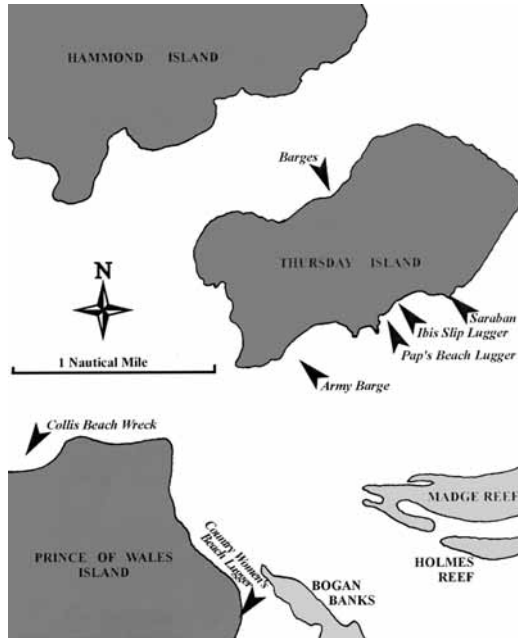 HAMMOND ISLAND
Barges
THURSDAY ISLAND
N
Saraban
Ibis Slip Lugger
Pap's Beach Lugger
1 Nautical Mile
Army Barge
Collis Beach Wreck
MADGE REEF
Country Women's
Beach Lugger
PRINCE OF WALES
ISLAND
HOLMES
REEF
BOGAN
BANKS